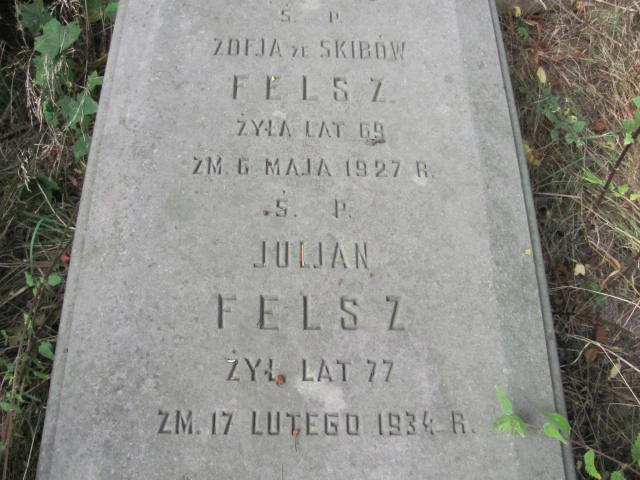 Ś. P.
ZOFJA ZE SKIBÓW
FELSZ.
ŻYŁA LAT 69
ZM. 6 MAJA 1927 R.
Ś. P.
JULJAN
FELSZ
ŻYŁ. LAT 77
ZM. 17 LUTEGO 1934 R.